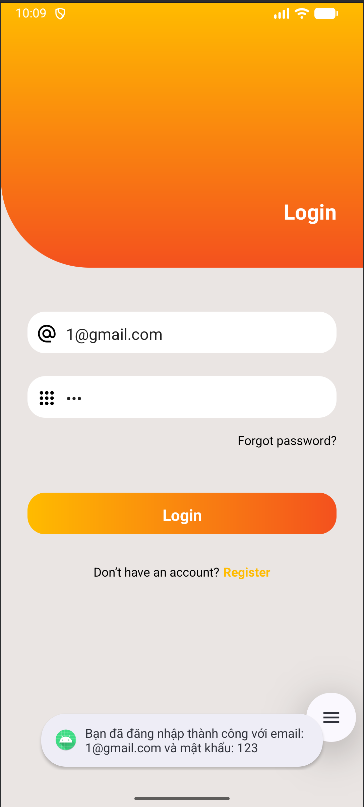 10:09
Login
1@gmail.com
•••
Forgot password?
Login
Don't have an account? Register
Bạn đã đăng nhập thành công với email:
1@gmail.com và mật khẩu: 123